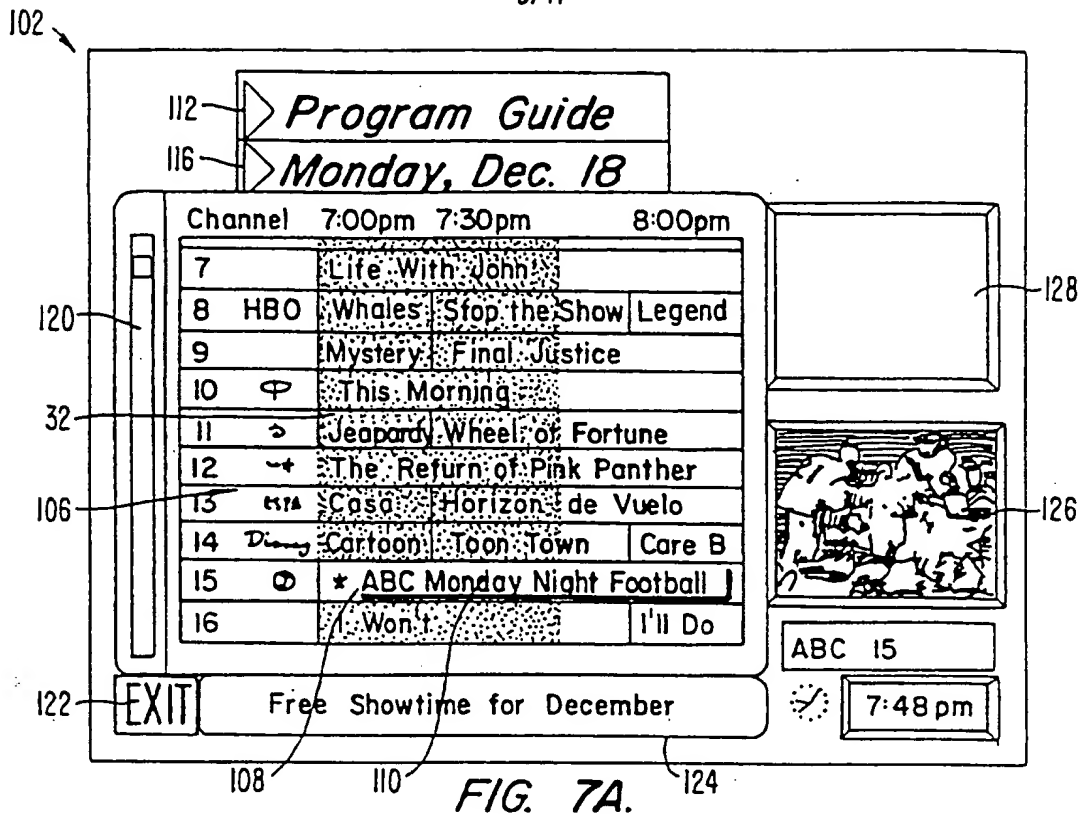 102
112 Program Guide
116 Monday, Dec. 18
Channel 7:00pm 7:30pm 8:00pm
7 Life With John
120 8 HBO Whales Stop the Show Legend 128
9 Mystery Final Justice
10 This Morning
32
11 Jeopardy Wheel of Fortune
12 The Return of Pink Panther
106 13 Casa Horizon de Vuelo 126
14 Disney Cartoon Toon Town Care B
15 * ABC Monday Night Football
16 I Won't I'll Do
ABC 15
122 EXIT Free Showtime for December 7:48 pm
108 110 124
FIG. 7A.